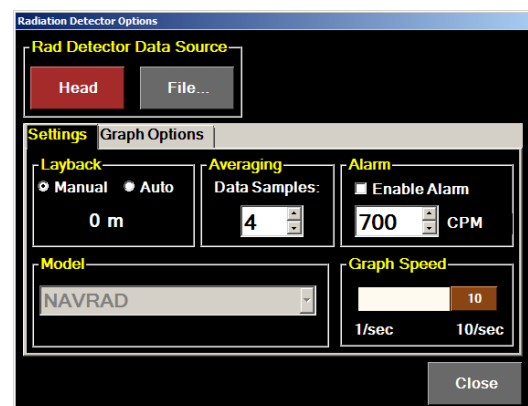 Radiation Detector Options
Rad Detector Data Source
Head File...
Settings Graph Options
Layback Averaging Alarm
Manual Auto Data Samples: Enable Alarm
0 m 4 700 CPM
Model Graph Speed
NAVRAD 10
1/sec 10/sec
Close